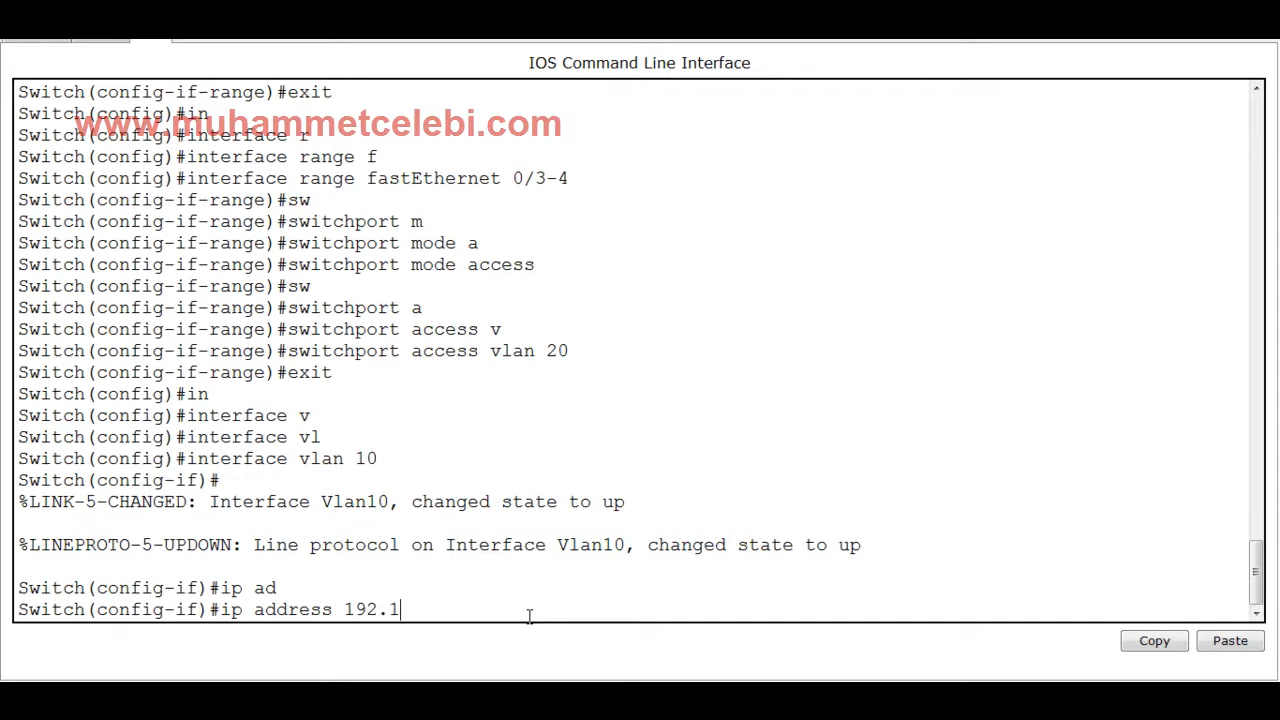 IOS Command Line Interface
Switch(config-if-range)#exit
Switch(config)#in
www.muhammetcelebi.com
Switch(config)#interface r
Switch(config)#interface range f
Switch(config)#interface range fastEthernet 0/3-4
Switch(config-if-range)#sw
Switch(config-if-range)#switchport m
Switch(config-if-range)#switchport mode a
Switch(config-if-range)#switchport mode access
Switch(config-if-range)#sw
Switch(config-if-range)#switchport a
Switch(config-if-range)#switchport access v
Switch(config-if-range)#switchport access vlan 20
Switch(config-if-range)#exit
Switch(config)#in
Switch(config)#interface v
Switch(config)#interface vl
Switch(config)#interface vlan 10
Switch(config-if)#
%LINK-5-CHANGED: Interface Vlan10, changed state to up
%LINEPROTO-5-UPDOWN: Line protocol on Interface Vlan10, changed state to up
Switch(config-if)#ip ad
Switch(config-if)#ip address 192.1
Copy Paste